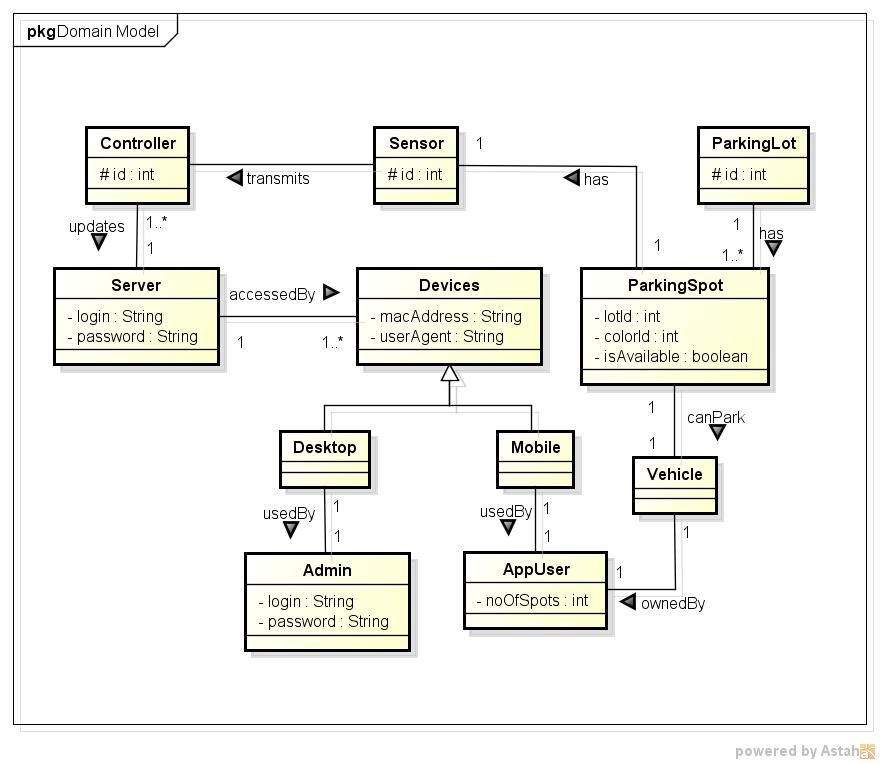 pkg Domain Model
Controller
# id : int
Sensor
# id : int
1
ParkingLot
# id : int
transmits
has
updates
1..*
1
1
1
has
1..*
Server
- login : String
- password : String
accessedBy
1
1..*
Devices
- macAddress : String
- userAgent : String
ParkingSpot
- lotId : int
- colorId : int
- isAvailable : boolean
1
canPark
1
Desktop
Mobile
Vehicle
1
usedBy
1
1
usedBy
1
1
Admin
- login : String
- password : String
AppUser
- noOfSpots : int
1
ownedBy
powered by Astah